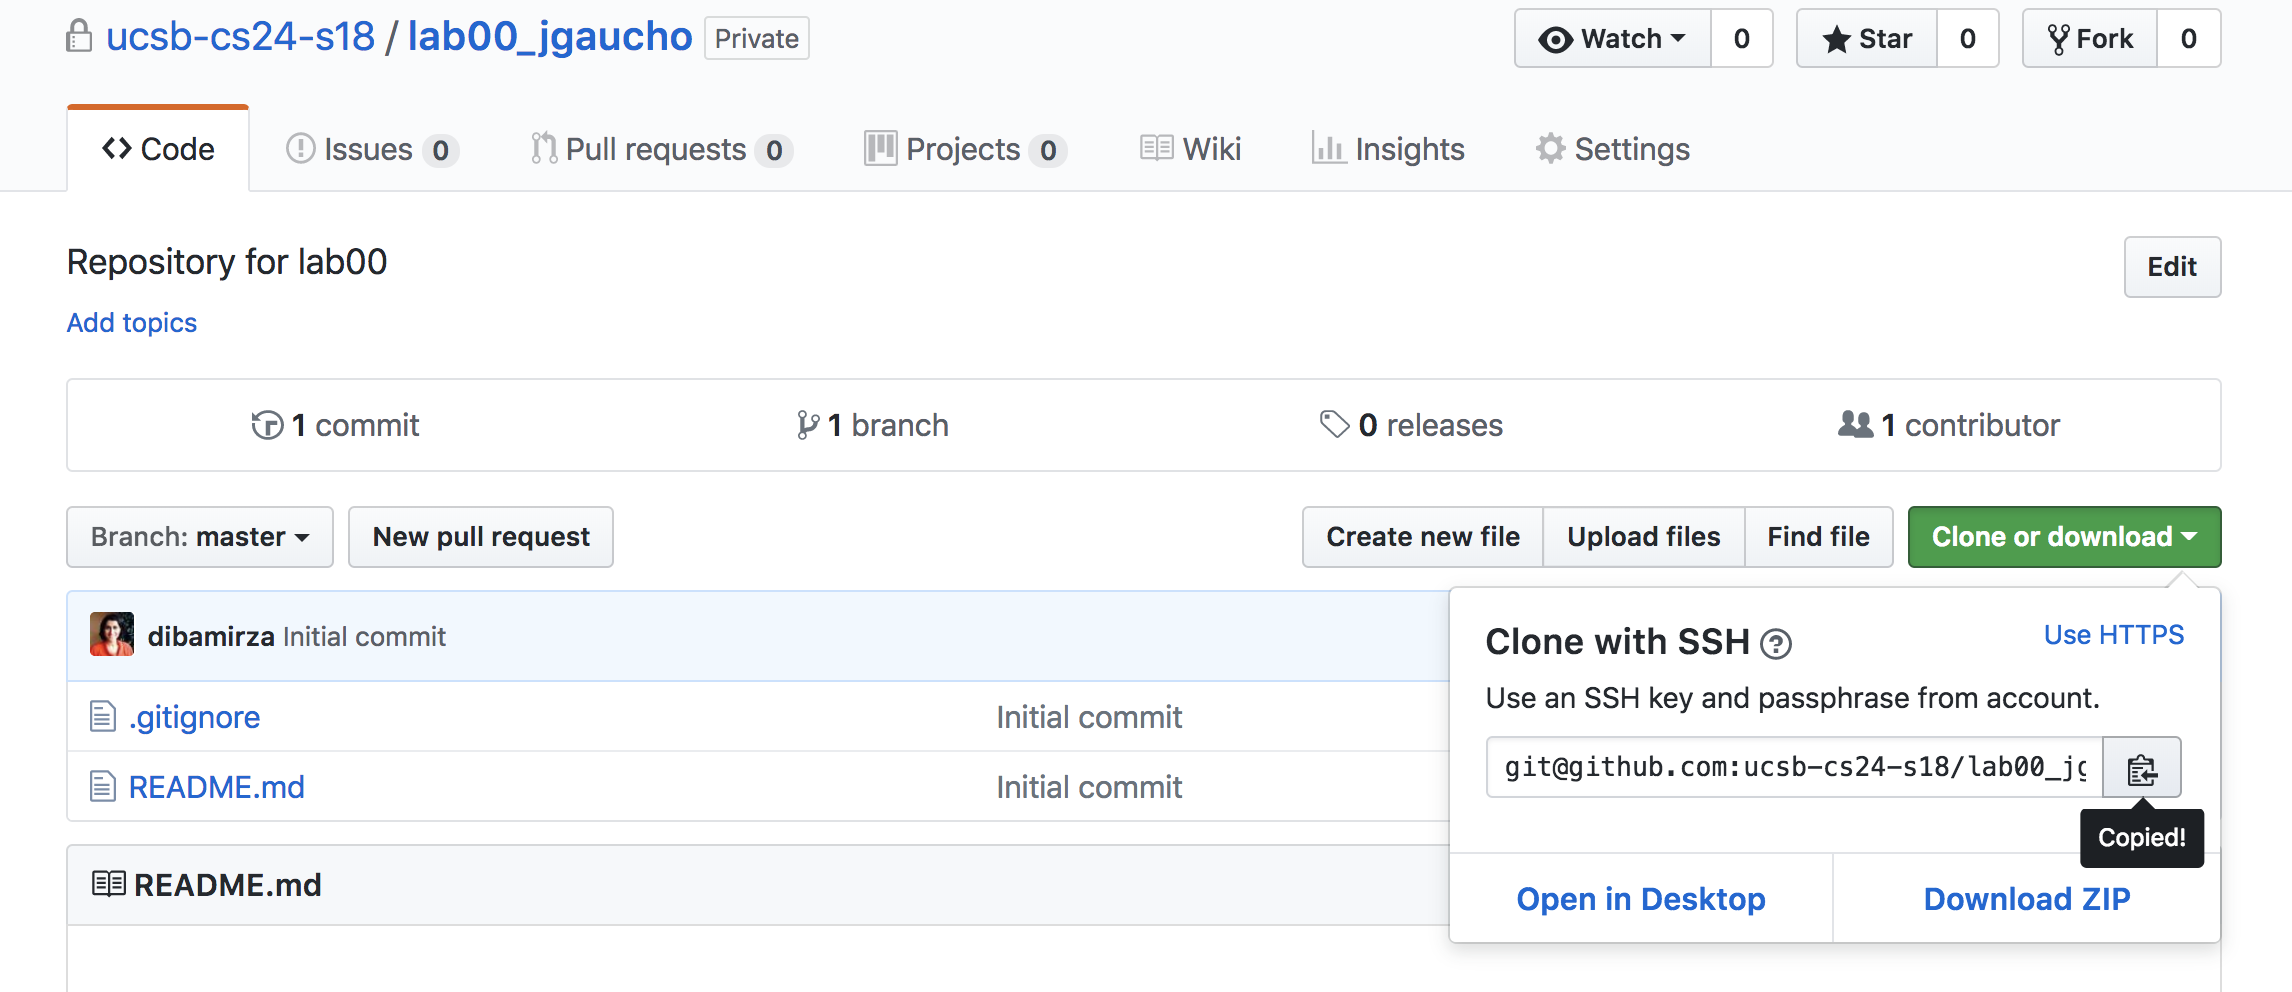 ucsb-cs24-s18 / lab00_jgaucho Private Watch 0 Star 0 Fork 0
Code Issues 0 Pull requests 0 Projects 0 Wiki Insights Settings
Repository for lab00 Edit
Add topics
1 commit 1 branch 0 releases 1 contributor
Branch: master New pull request Create new file Upload files Find file Clone or download
dibamirza Initial commit
.gitignore Initial commit
README.md Initial commit
README.md
Clone with SSH ? Use HTTPS
Use an SSH key and passphrase from account.
git@github.com:ucsb-cs24-s18/lab00_jg
Copied!
Open in Desktop Download ZIP